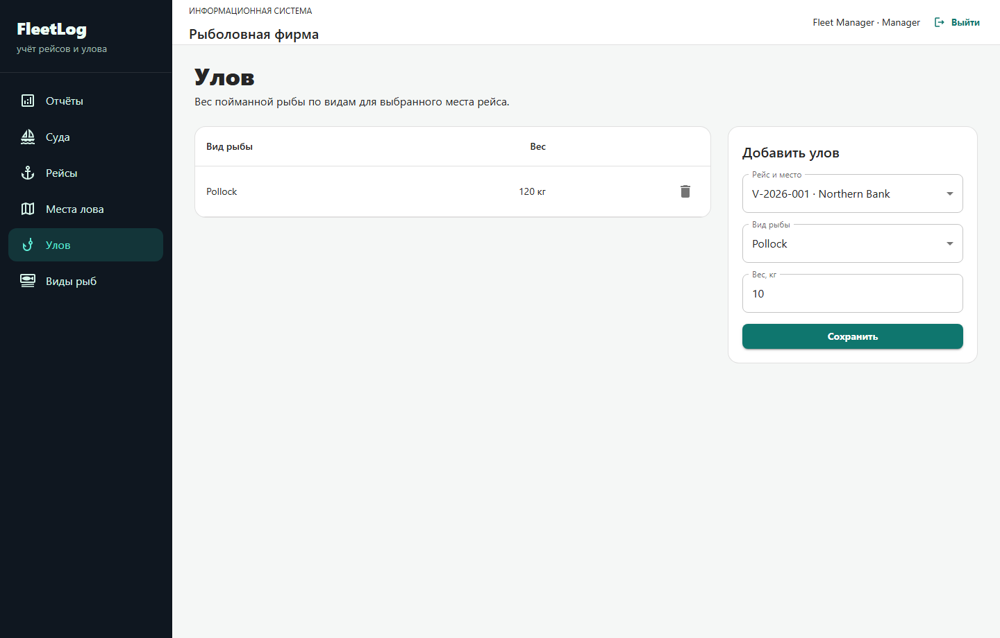 FleetLog
учёт рейсов и улова
Отчёты
Суда
Рейсы
Места лова
Улов
Виды рыб
ИНФОРМАЦИОННАЯ СИСТЕМА
Рыболовная фирма
Fleet Manager · Manager
Выйти
Улов
Вес пойманной рыбы по видам для выбранного места рейса.
Вид рыбы Вес
Pollock 120 кг
Добавить улов
Рейс и место
V-2026-001 · Northern Bank
Вид рыбы
Pollock
Вес, кг
10
Сохранить